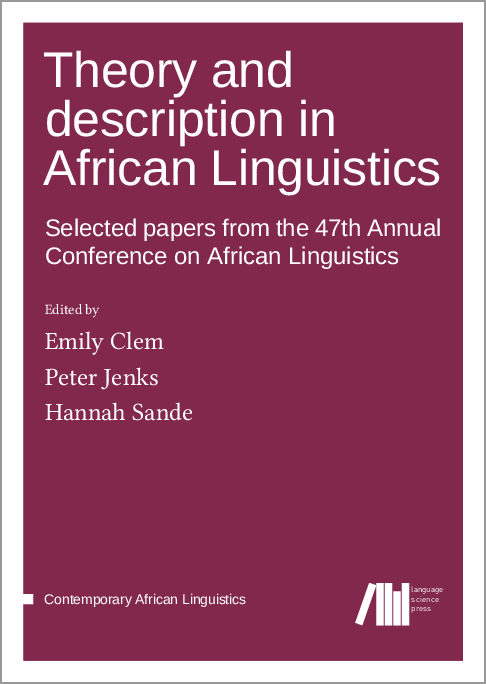 Theory and
description in
African Linguistics
Selected papers from the 47th Annual
Conference on African Linguistics
Edited by
Emily Clem
Peter Jenks
Hannah Sande
Contemporary African Linguistics
language
science
press